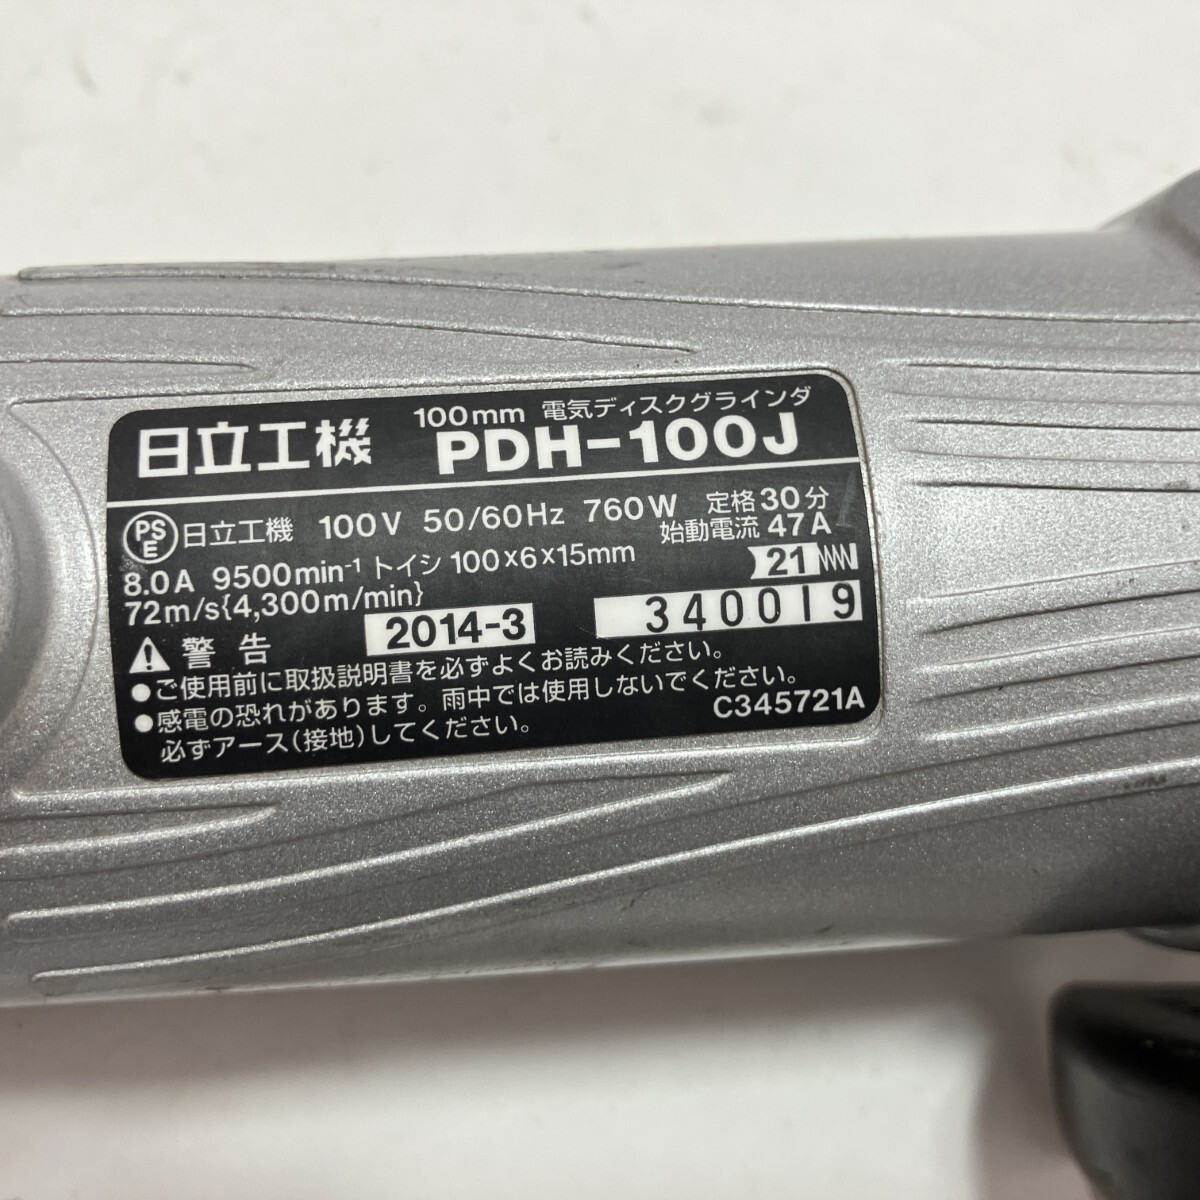 100mm 電気ディスクグラインダ
日立工機 PDH-100J
PSE 日立工機 100V 50/60Hz 760W 定格30分
始動電流 47A
8.0A 9500min⁻¹ トイシ 100×6×15mm 21
72m/s{4,300m/min}
2014-3 340019
警告
●ご使用前に取扱説明書を必ずよくお読みください。
●感電の恐れがあります。雨中では使用しないでください。
必ずアース(接地)してください。
C345721A